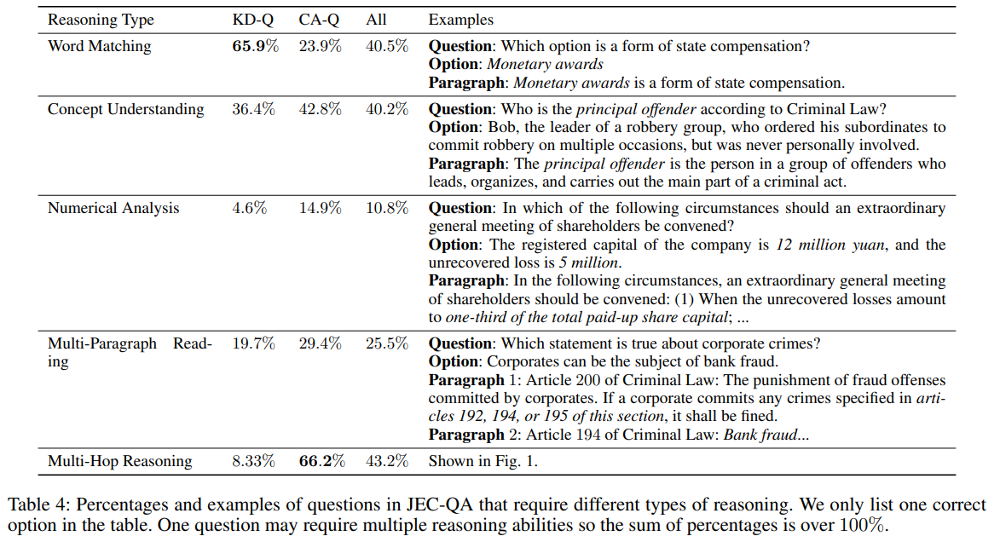 Reasoning Type KD-Q CA-Q All Examples
Word Matching 65.9% 23.9% 40.5% Question: Which option is a form of state compensation?
Option: Monetary awards
Paragraph: Monetary awards is a form of state compensation.
Concept Understanding 36.4% 42.8% 40.2% Question: Who is the principal offender according to Criminal Law?
Option: Bob, the leader of a robbery group, who ordered his subordinates to
commit robbery on multiple occasions, but was never personally involved.
Paragraph: The principal offender is the person in a group of offenders who
leads, organizes, and carries out the main part of a criminal act.
Numerical Analysis 4.6% 14.9% 10.8% Question: In which of the following circumstances should an extraordinary
general meeting of shareholders be convened?
Option: The registered capital of the company is 12 million yuan, and the
unrecovered loss is 5 million.
Paragraph: In the following circumstances, an extraordinary general meeting
of shareholders should be convened: (1) When the unrecovered losses amount
to one-third of the total paid-up share capital; ...
Multi-Paragraph Read- 19.7% 29.4% 25.5% Question: Which statement is true about corporate crimes?
ing Option: Corporates can be the subject of bank fraud.
Paragraph 1: Article 200 of Criminal Law: The punishment of fraud offenses
committed by corporates. If a corporate commits any crimes specified in arti-
cles 192, 194, or 195 of this section, it shall be fined.
Paragraph 2: Article 194 of Criminal Law: Bank fraud...
Multi-Hop Reasoning 8.33% 66.2% 43.2% Shown in Fig. 1.
Table 4: Percentages and examples of questions in JEC-QA that require different types of reasoning. We only list one correct
option in the table. One question may require multiple reasoning abilities so the sum of percentages is over 100%.